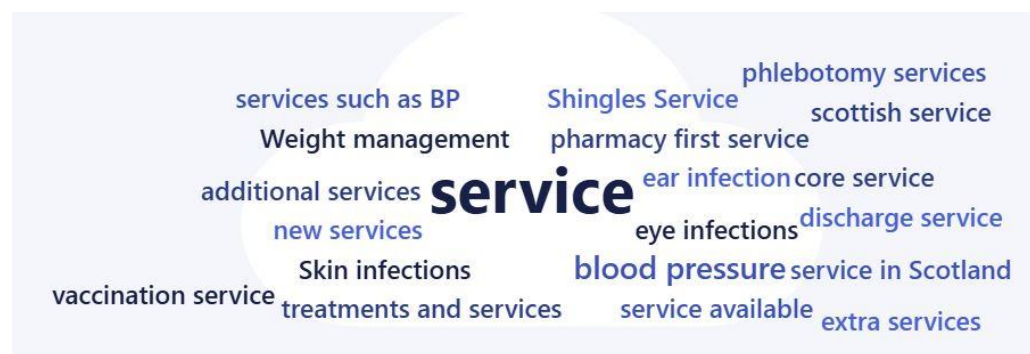 phlebotomy services
services such as BP
Shingles Service
scottish service
Weight management
pharmacy first service
ear infection
core service
additional services
service
discharge service
new services
eye infections
Skin infections
blood pressure
service in Scotland
vaccination service
treatments and services
service available
extra services